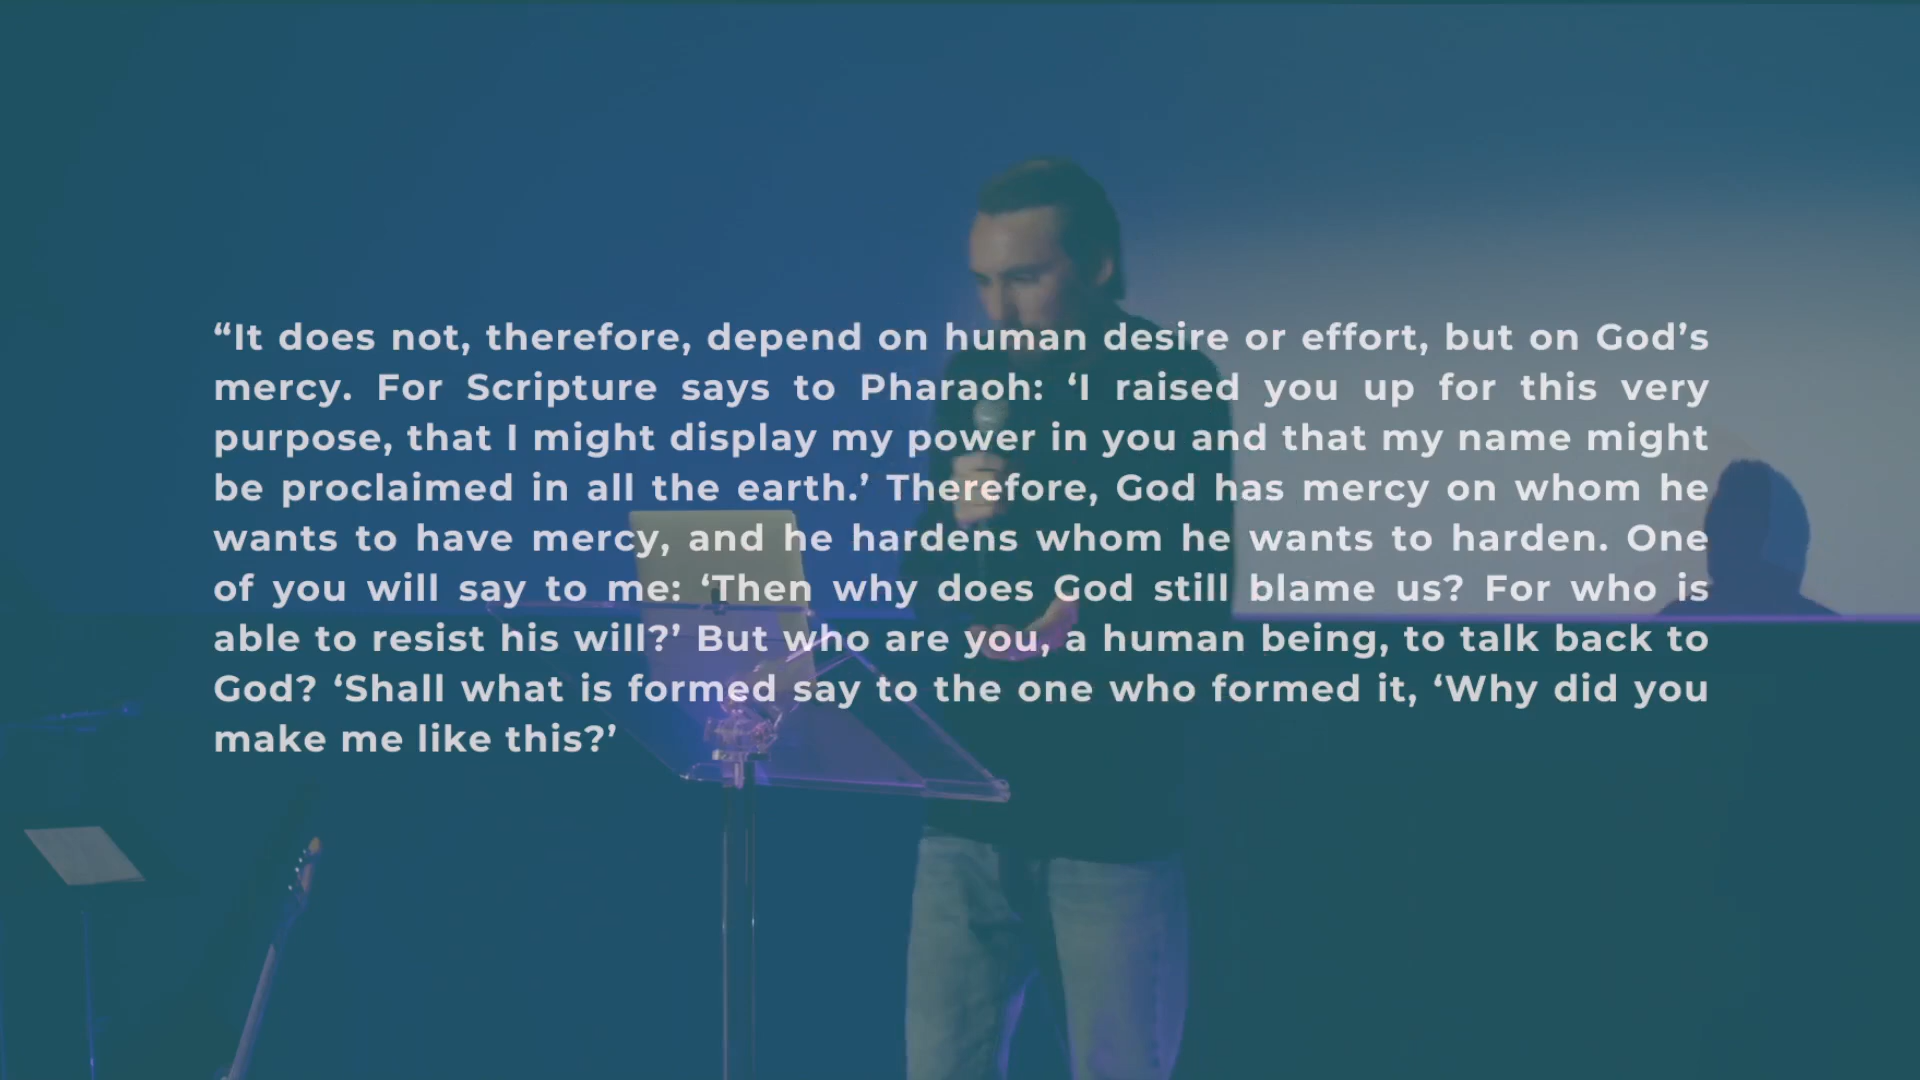 “It does not, therefore, depend on human desire or effort, but on God’s
mercy. For Scripture says to Pharaoh: ‘I raised you up for this very
purpose, that I might display my power in you and that my name might
be proclaimed in all the earth.’ Therefore, God has mercy on whom he
wants to have mercy, and he hardens whom he wants to harden. One
of you will say to me: ‘Then why does God still blame us? For who is
able to resist his will?’ But who are you, a human being, to talk back to
God? ‘Shall what is formed say to the one who formed it, ‘Why did you
make me like this?’